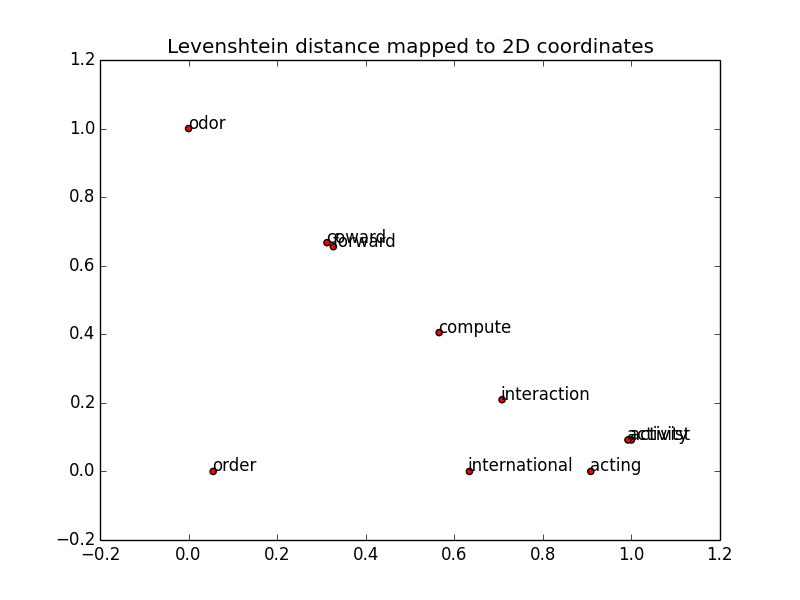 Levenshtein distance mapped to 2D coordinates
1.2
1.0
0.8
0.6
0.4
0.2
0.0
−0.2
odor
coward
forward
compute
interaction
activity
activist
order
international
acting
−0.2
0.0
0.2
0.4
0.6
0.8
1.0
1.2